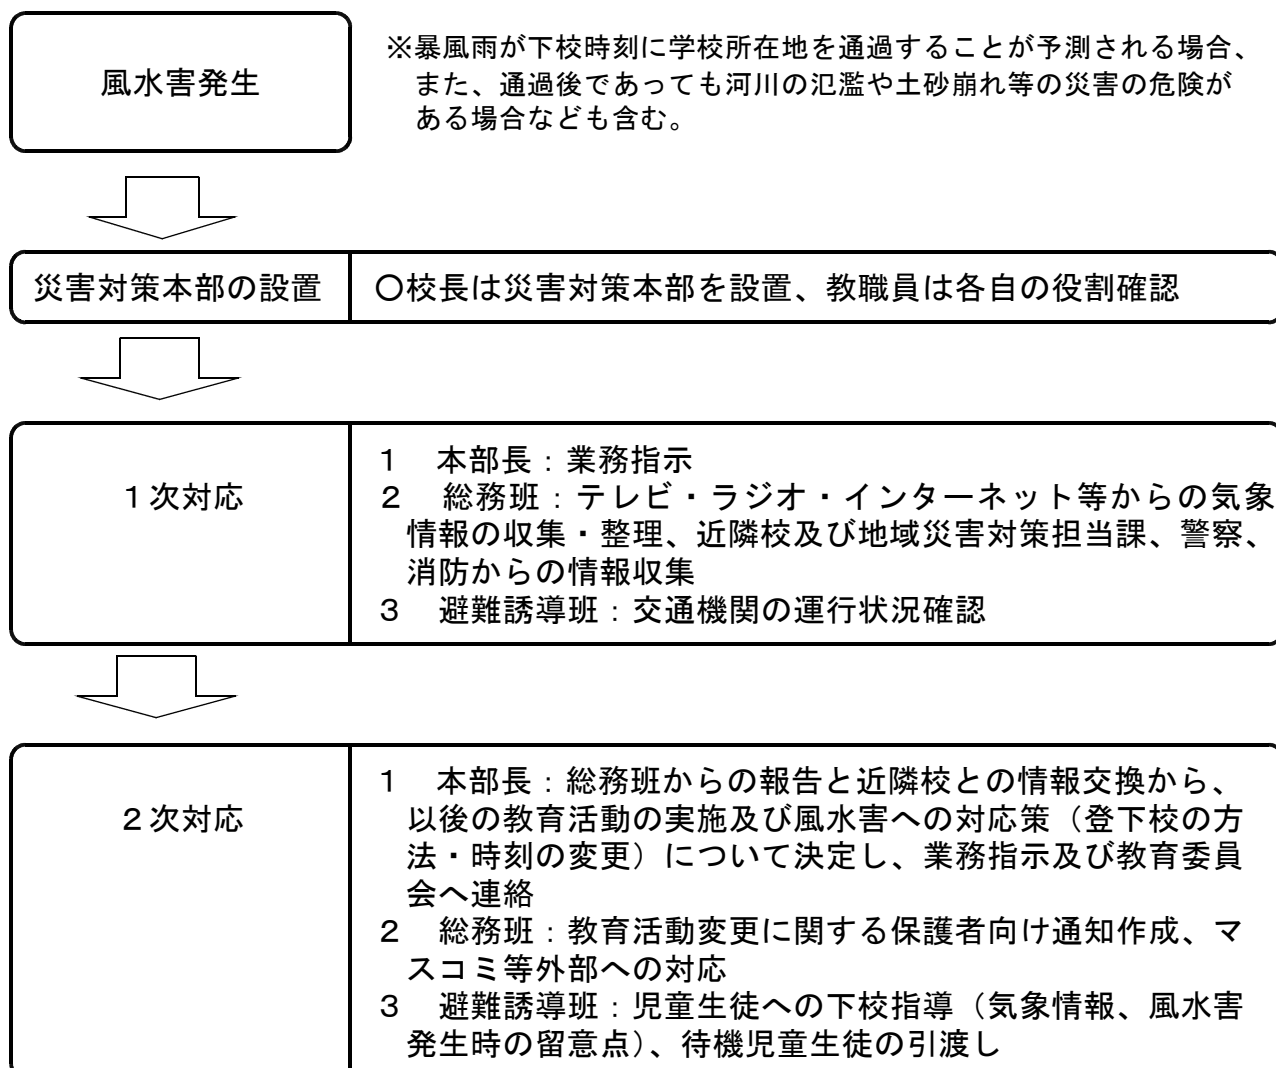 風水害発生
※暴風雨が下校時刻に学校所在地を通過することが予測される場合、
また、通過後であっても河川の氾濫や土砂崩れ等の災害の危険が
ある場合なども含む。
災害対策本部の設置
〇校長は災害対策本部を設置、教職員は各自の役割確認
1次対応
1　本部長：業務指示
2　総務班：テレビ・ラジオ・インターネット等からの気象
情報の収集・整理、近隣校及び地域災害対策担当課、警察、
消防からの情報収集
3　避難誘導班：交通機関の運行状況確認
2次対応
1　本部長：総務班からの報告と近隣校との情報交換から、
以後の教育活動の実施及び風水害への対応策（登下校の方
法・時刻の変更）について決定し、業務指示及び教育委員
会へ連絡
2　総務班：教育活動変更に関する保護者向け通知作成、マ
スコミ等外部への対応
3　避難誘導班：児童生徒への下校指導（気象情報、風水害
発生時の留意点）、待機児童生徒の引渡し